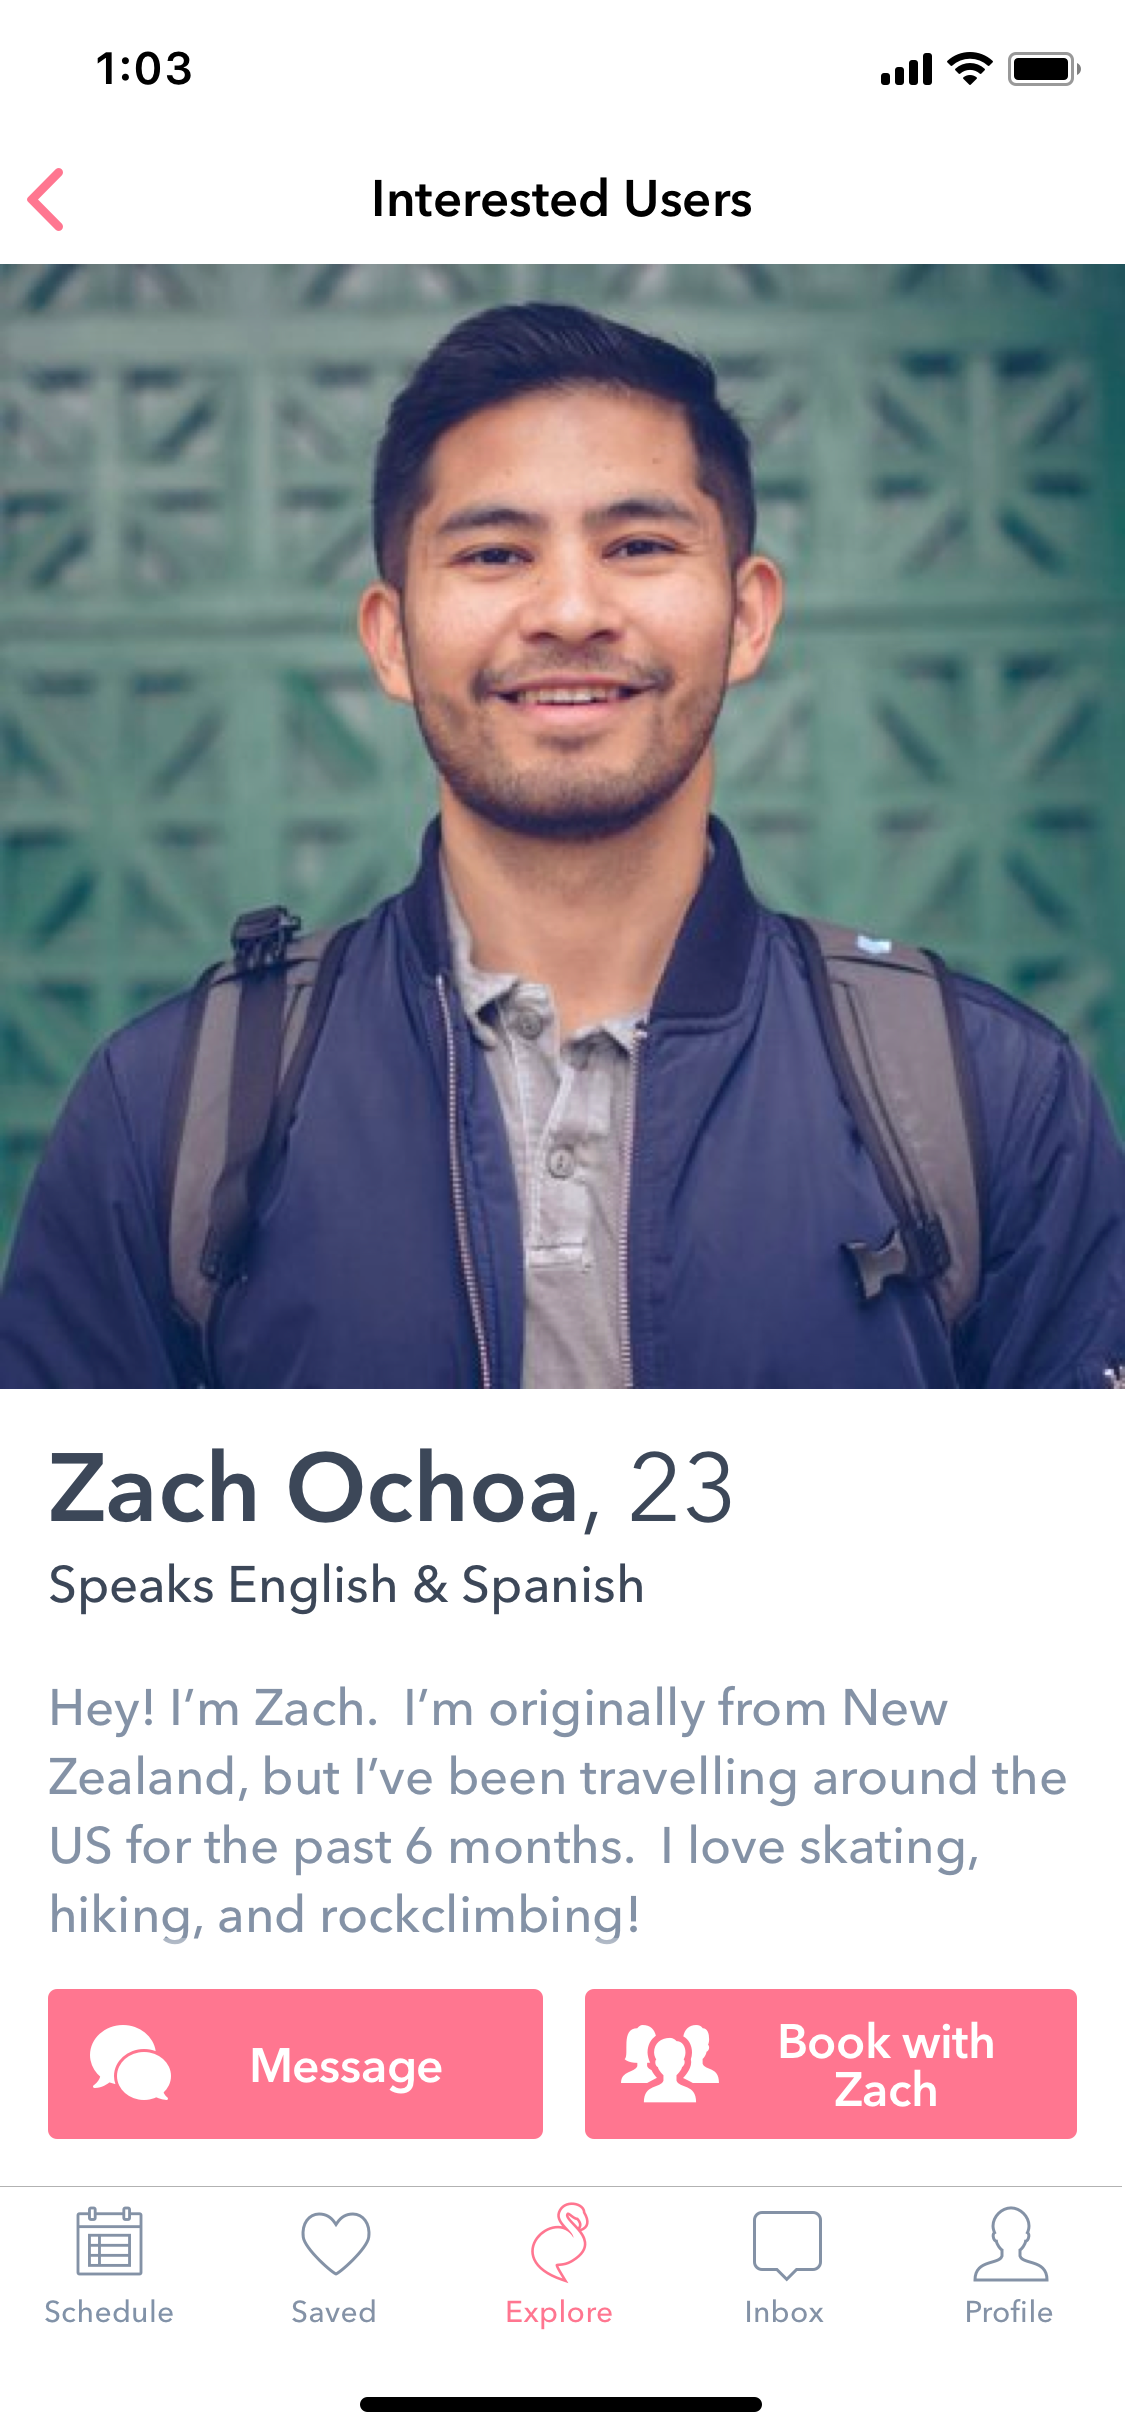 1:03
Interested Users
Zach Ochoa, 23
Speaks English & Spanish
Hey! I’m Zach.  I’m originally from New
Zealand, but I’ve been travelling around the
US for the past 6 months.  I love skating,
hiking, and rockclimbing!
Message
Book with
Zach
Schedule
Saved
Explore
Inbox
Profile